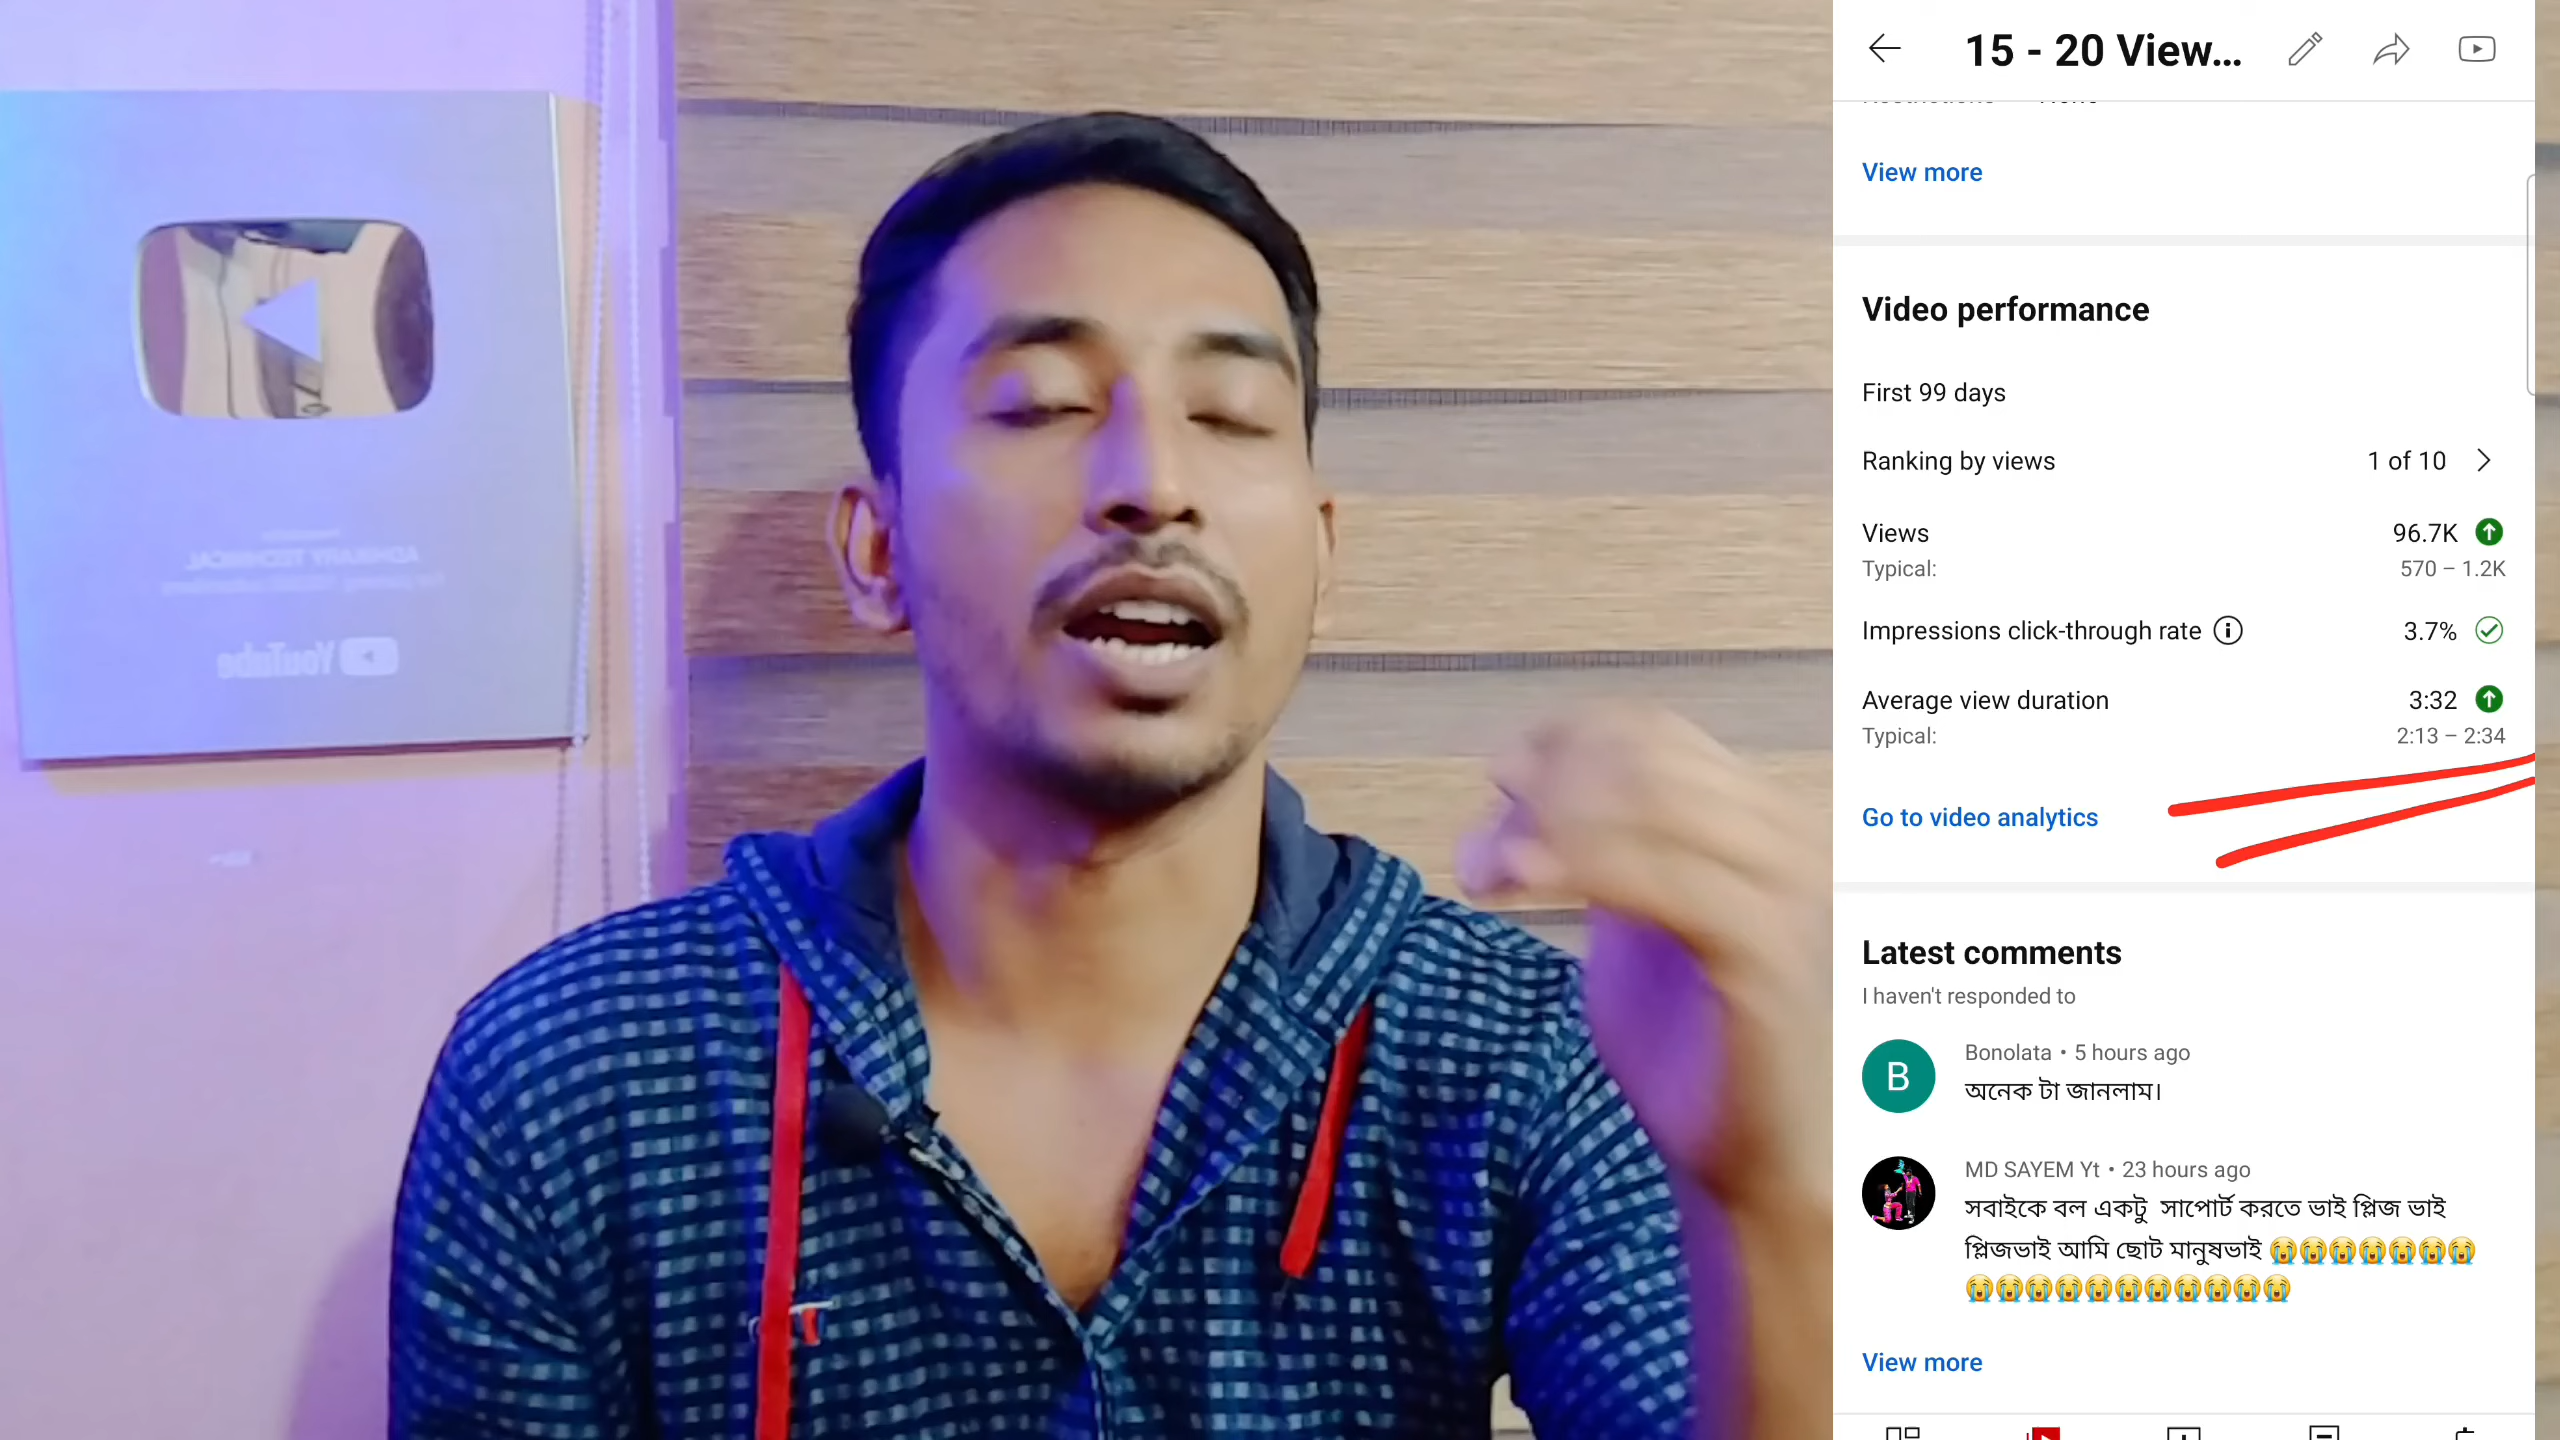 15 - 20 View...
View more
Video performance
First 99 days
Ranking by views 1 of 10
Views 96.7K
Typical: 570 – 1.2K
Impressions click-through rate 3.7%
Average view duration 3:32
Typical: 2:13 – 2:34
Go to video analytics
Latest comments
I haven't responded to
B
Bonolata • 5 hours ago
অনেক টা জানলাম।
MD SAYEM Yt • 23 hours ago
সবাইকে বল একটু সাপোর্ট করতে ভাই প্লিজ ভাই
প্লিজভাই আমি ছোট মানুষভাই 😭😭😭😭😭😭😭
😭😭😭😭😭😭😭😭😭😭😭
View more
ADMIRABY TECHNICAL
YouTube